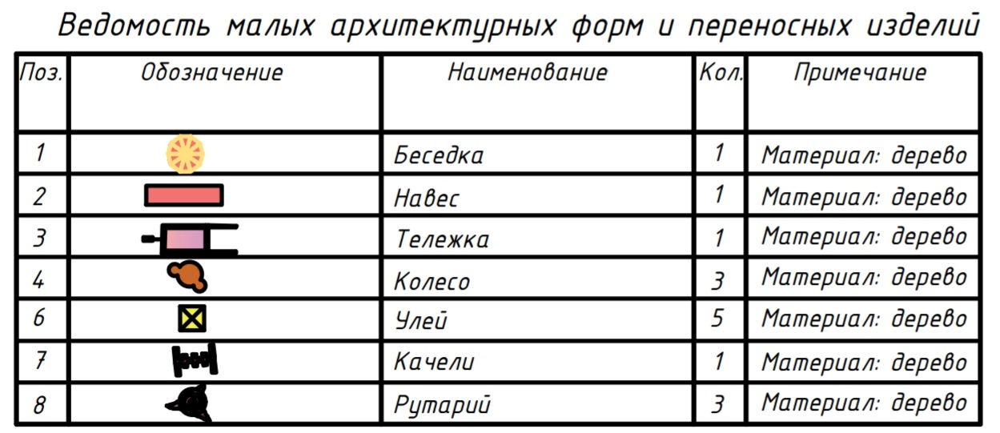 Ведомость малых архитектурных форм и переносных изделий
Поз. Обозначение Наименование Кол. Примечание
1 Беседка 1 Материал: дерево
2 Навес 1 Материал: дерево
3 Тележка 1 Материал: дерево
4 Колесо 3 Материал: дерево
6 Улей 5 Материал: дерево
7 Качели 1 Материал: дерево
8 Рутарий 3 Материал: дерево